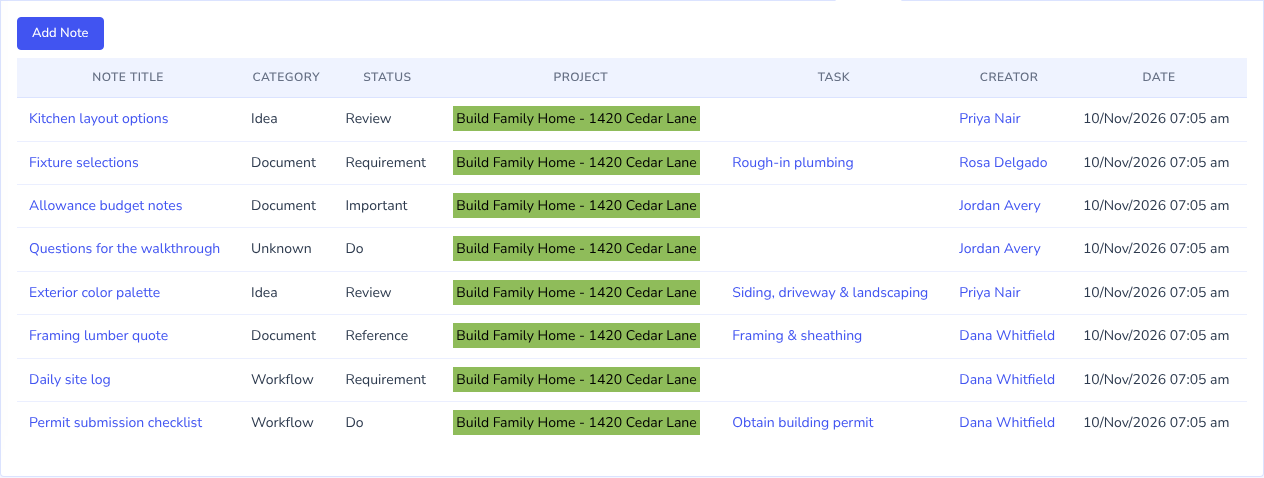 Add Note
NOTE TITLE CATEGORY STATUS PROJECT TASK CREATOR DATE
Kitchen layout options Idea Review Build Family Home - 1420 Cedar Lane Priya Nair 10/Nov/2026 07:05 am
Fixture selections Document Requirement Build Family Home - 1420 Cedar Lane Rough-in plumbing Rosa Delgado 10/Nov/2026 07:05 am
Allowance budget notes Document Important Build Family Home - 1420 Cedar Lane Jordan Avery 10/Nov/2026 07:05 am
Questions for the walkthrough Unknown Do Build Family Home - 1420 Cedar Lane Jordan Avery 10/Nov/2026 07:05 am
Exterior color palette Idea Review Build Family Home - 1420 Cedar Lane Siding, driveway & landscaping Priya Nair 10/Nov/2026 07:05 am
Framing lumber quote Document Reference Build Family Home - 1420 Cedar Lane Framing & sheathing Dana Whitfield 10/Nov/2026 07:05 am
Daily site log Workflow Requirement Build Family Home - 1420 Cedar Lane Dana Whitfield 10/Nov/2026 07:05 am
Permit submission checklist Workflow Do Build Family Home - 1420 Cedar Lane Obtain building permit Dana Whitfield 10/Nov/2026 07:05 am